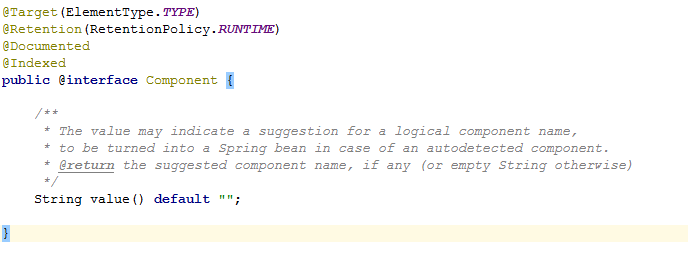 @Target(ElementType.TYPE)
@Retention(RetentionPolicy.RUNTIME)
@Documented
@Indexed
public @interface Component {
/**
* The value may indicate a suggestion for a logical component name,
* to be turned into a Spring bean in case of an autodetected component.
* @return the suggested component name, if any (or empty String otherwise)
*/
String value() default "";
}